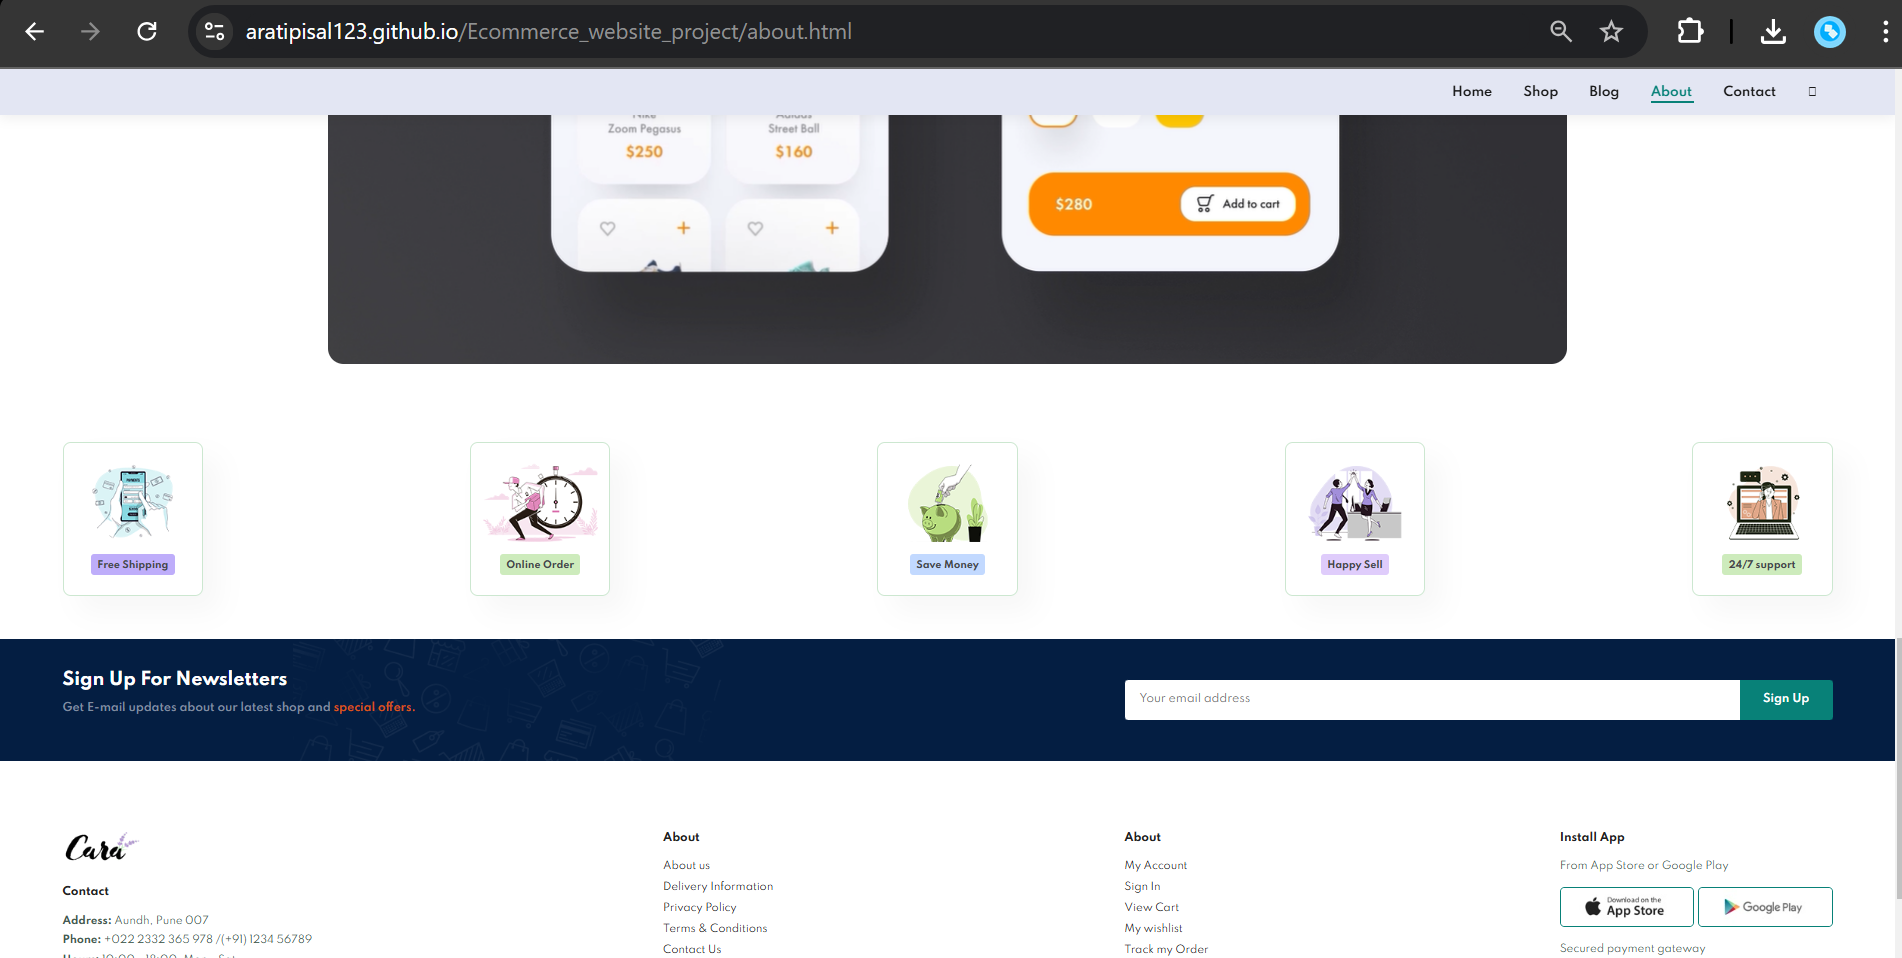 aratipisal123.github.io/Ecommerce_website_project/about.html
Home Shop Blog About Contact
Nike
Zoom Pegasus
$250
Adidas
Street Ball
$160
$280
Add to cart
Free Shipping
Online Order
Save Money
Happy Sell
24/7 support
Sign Up For Newsletters
Get E-mail updates about our latest shop and special offers.
Your email address
Sign Up
Cara
Contact
Address: Aundh, Pune 007
Phone: +022 2332 365 978 /(+91) 1234 56789
About
About us
Delivery Information
Privacy Policy
Terms & Conditions
Contact Us
About
My Account
Sign In
View Cart
My wishlist
Track my Order
Install App
From App Store or Google Play
Download on the
App Store
Google Play
Secured payment gateway